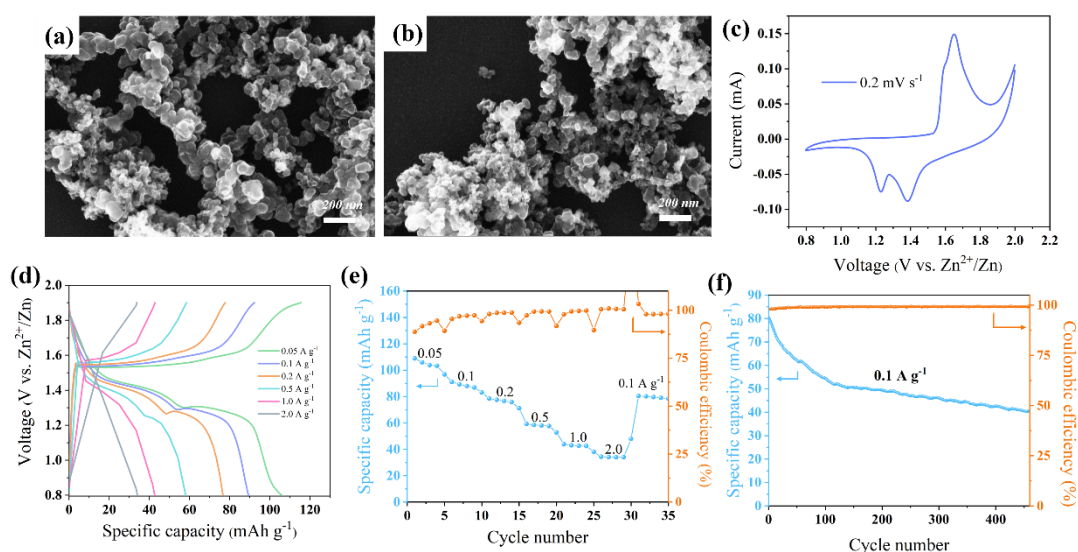 (a)
200 nm
(b)
200 nm
(c)
0.2 mV s⁻¹
0.15
0.10
0.05
0.00
-0.05
-0.10
Current (mA)
0.8 1.0 1.2 1.4 1.6 1.8 2.0 2.2
Voltage (V vs. Zn²⁺/Zn)
(d)
2.0
1.8
1.6
1.4
1.2
1.0
0.8
Voltage (V vs. Zn²⁺/Zn)
0.05 A g⁻¹
0.1 A g⁻¹
0.2 A g⁻¹
0.5 A g⁻¹
1.0 A g⁻¹
2.0 A g⁻¹
0 20 40 60 80 100 120
Specific capacity (mAh g⁻¹)
(e)
160
140
120
100
80
60
40
20
0
Specific capacity (mAh g⁻¹)
0.05
0.1
0.2
0.5
1.0
2.0
0.1 A g⁻¹
100
75
50
25
0
Coulombic efficiency (%)
0 5 10 15 20 25 30 35
Cycle number
(f)
90
80
70
60
50
40
30
20
10
0
Specific capacity (mAh g⁻¹)
0.1 A g⁻¹
100
75
50
25
0
Coulombic efficiency (%)
0 100 200 300 400
Cycle number